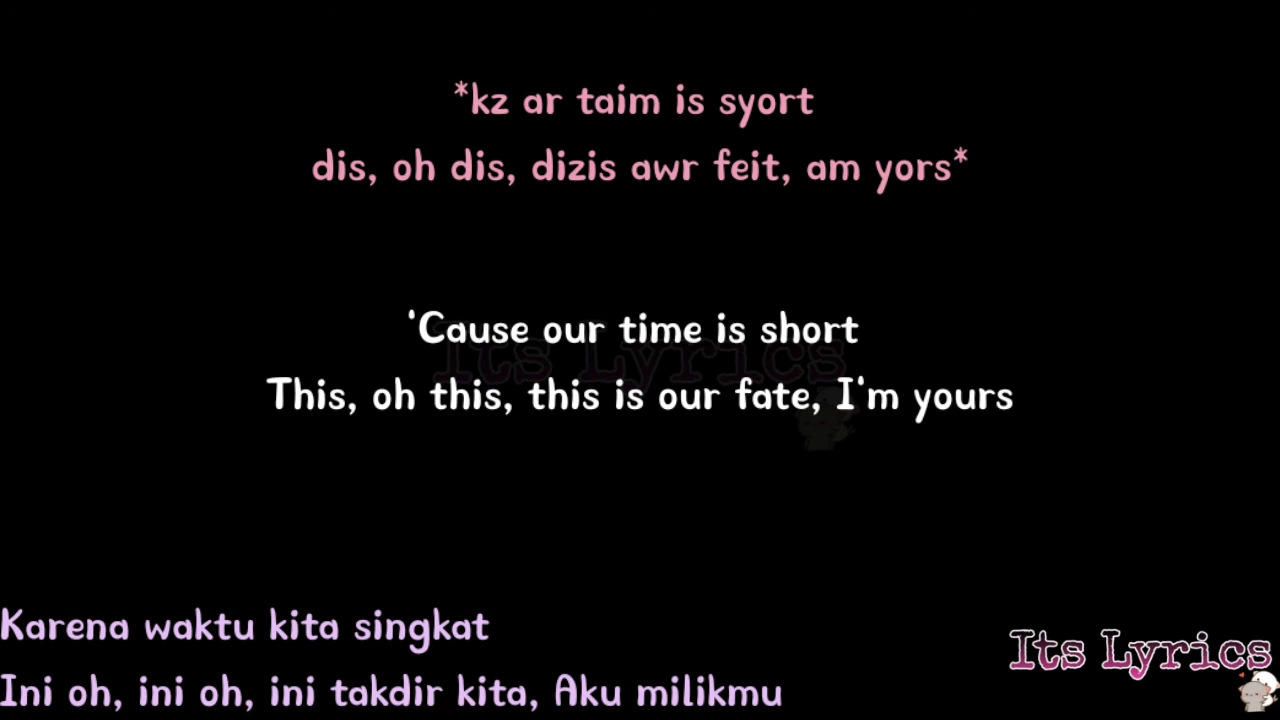 *kz ar taim is syort
dis, oh dis, dizis awr feit, am yors*
'Cause our time is short
This, oh this, this is our fate, I'm yours
Its Lyrics
Karena waktu kita singkat
Ini oh, ini oh, ini takdir kita, Aku milikmu
Its Lyrics